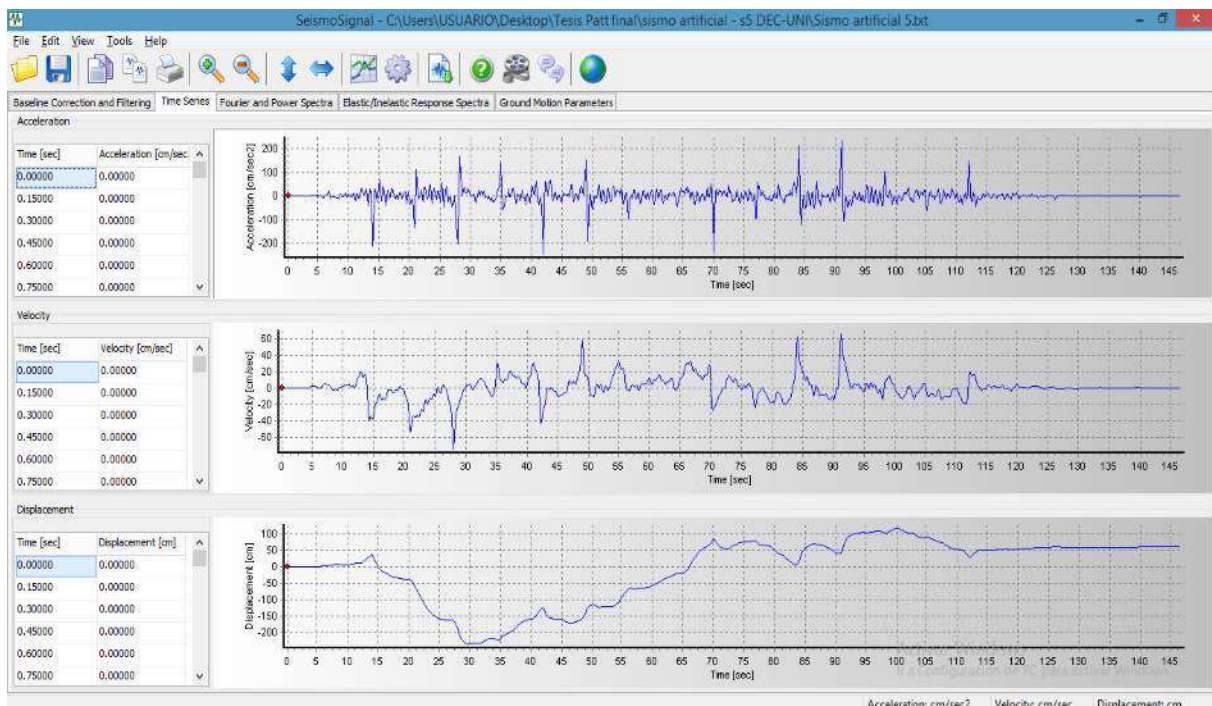 SeismoSignal - C:\Users\USUARIO\Desktop\Tesis Patt final\sismo artificial - s5 DEC-UNI\Sismo artificial 5.txt
File Edit View Tools Help
Baseline Correction and Filtering Time Series Fourier and Power Spectra Elastic/Inelastic Response Spectra Ground Motion Parameters
Acceleration
Time [sec] Acceleration [cm/sec
0.00000 0.00000
0.15000 0.00000
0.30000 0.00000
0.45000 0.00000
0.60000 0.00000
0.75000 0.00000
Acceleration [cm/sec2]
200
100
0
-100
-200
0 5 10 15 20 25 30 35 40 45 50 55 60 65 70 75 80 85 90 95 100 105 110 115 120 125 130 135 140 145
Time [sec]
Velocity
Time [sec] Velocity [cm/sec]
0.00000 0.00000
0.15000 0.00000
0.30000 0.00000
0.45000 0.00000
0.60000 0.00000
0.75000 0.00000
Velocity [cm/sec]
60
40
20
0
-20
-40
-60
0 5 10 15 20 25 30 35 40 45 50 55 60 65 70 75 80 85 90 95 100 105 110 115 120 125 130 135 140 145
Time [sec]
Displacement
Time [sec] Displacement [cm]
0.00000 0.00000
0.15000 0.00000
0.30000 0.00000
0.45000 0.00000
0.60000 0.00000
0.75000 0.00000
Displacement [cm]
100
50
0
-50
-100
-150
-200
0 5 10 15 20 25 30 35 40 45 50 55 60 65 70 75 80 85 90 95 100 105 110 115 120 125 130 135 140 145
Time [sec]
Configuración de PC para activar Windows.
Acceleration: cm/sec2 Velocity: cm/sec Displacement: cm